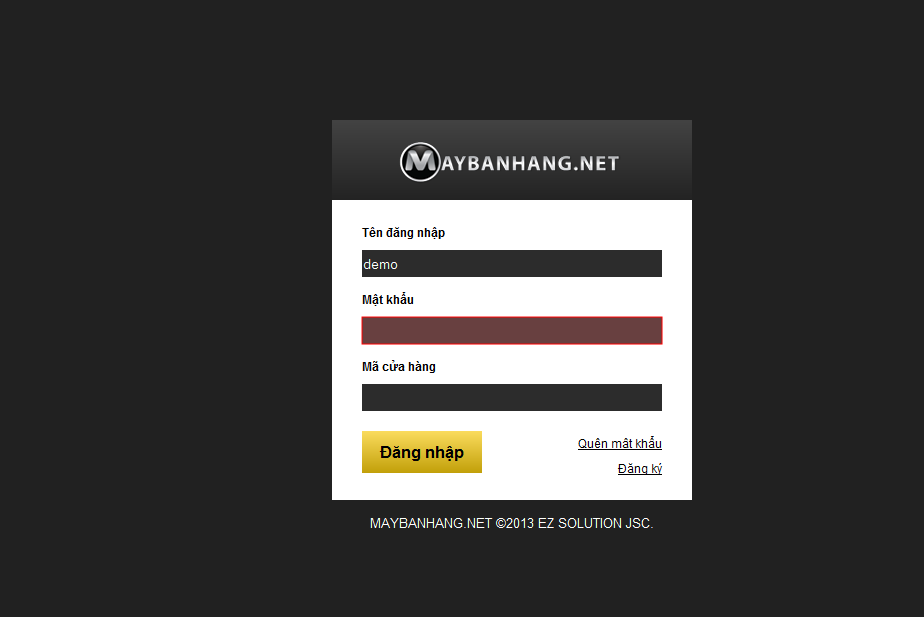 MAYBANHANG.NET
Tên đăng nhập
demo
Mật khẩu
Mã cửa hàng
Đăng nhập
Quên mật khẩu
Đăng ký
MAYBANHANG.NET ©2013 EZ SOLUTION JSC.